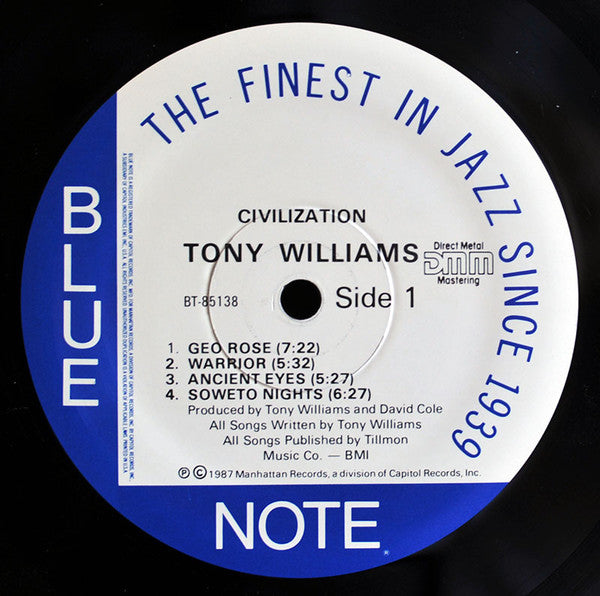 THE FINEST IN JAZZ SINCE 1939
BLUE
CIVILIZATION
TONY WILLIAMS
Direct Metal
DMM
Mastering
BT-85138
Side 1
1. GEO ROSE (7:22)
2. WARRIOR (5:32)
3. ANCIENT EYES (5:27)
4. SOWETO NIGHTS (6:27)
Produced by Tony Williams and David Cole
All Songs Written by Tony Williams
All Songs Published by Tillmon
Music Co. — BMI
℗ © 1987 Manhattan Records, a division of Capitol Records, Inc.
NOTE
®